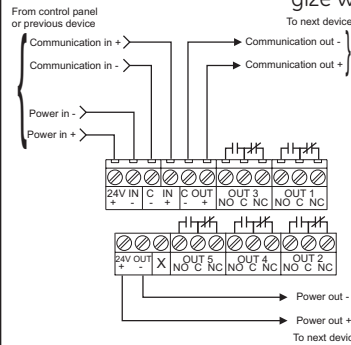 gize w
From control panel
or previous device
To next device
Communication in +
Communication out -
Communication in -
Communication out +
Power in -
Power in +
24V IN C IN C OUT OUT 3 OUT 1
+ - - + - + NO C NC NO C NC
24V OUT X OUT 5 OUT 4 OUT 2
+ - NO C NC NO C NC NO C NC
Power out -
Power out +
To next devic